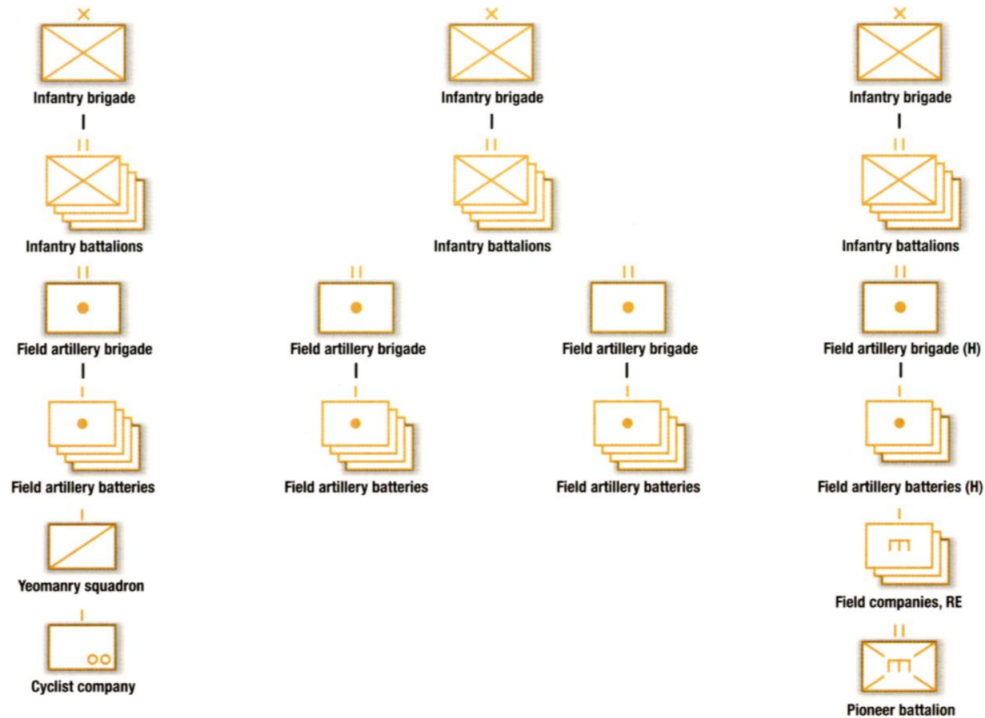 Infantry brigade
Infantry brigade
Infantry brigade
Infantry battalions
Infantry battalions
Infantry battalions
Field artillery brigade
Field artillery brigade
Field artillery brigade
Field artillery brigade (H)
Field artillery batteries
Field artillery batteries
Field artillery batteries
Field artillery batteries (H)
Yeomanry squadron
Field companies, RE
Cyclist company
Pioneer battalion